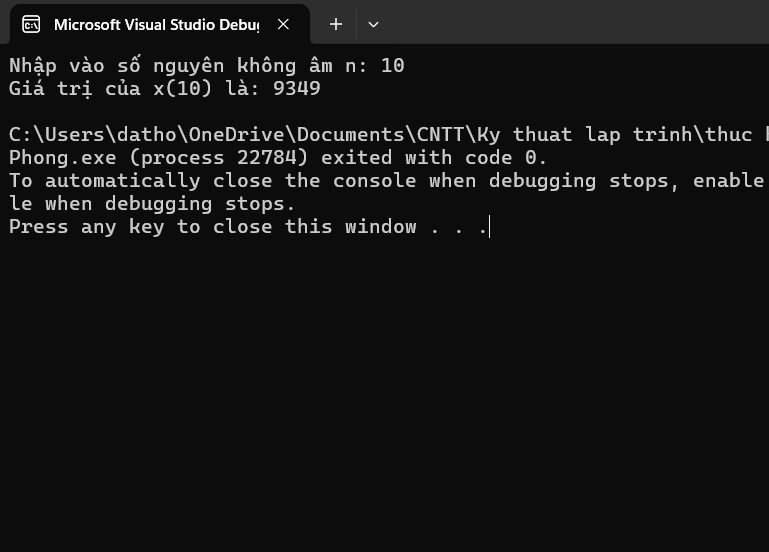 Microsoft Visual Studio Debug
Nhập vào số nguyên không âm n: 10
Giá trị của x(10) là: 9349
C:\Users\datho\OneDrive\Documents\CNTT\Ky thuat lap trinh\thuc
Phong.exe (process 22784) exited with code 0.
To automatically close the console when debugging stops, enable
le when debugging stops.
Press any key to close this window . . .